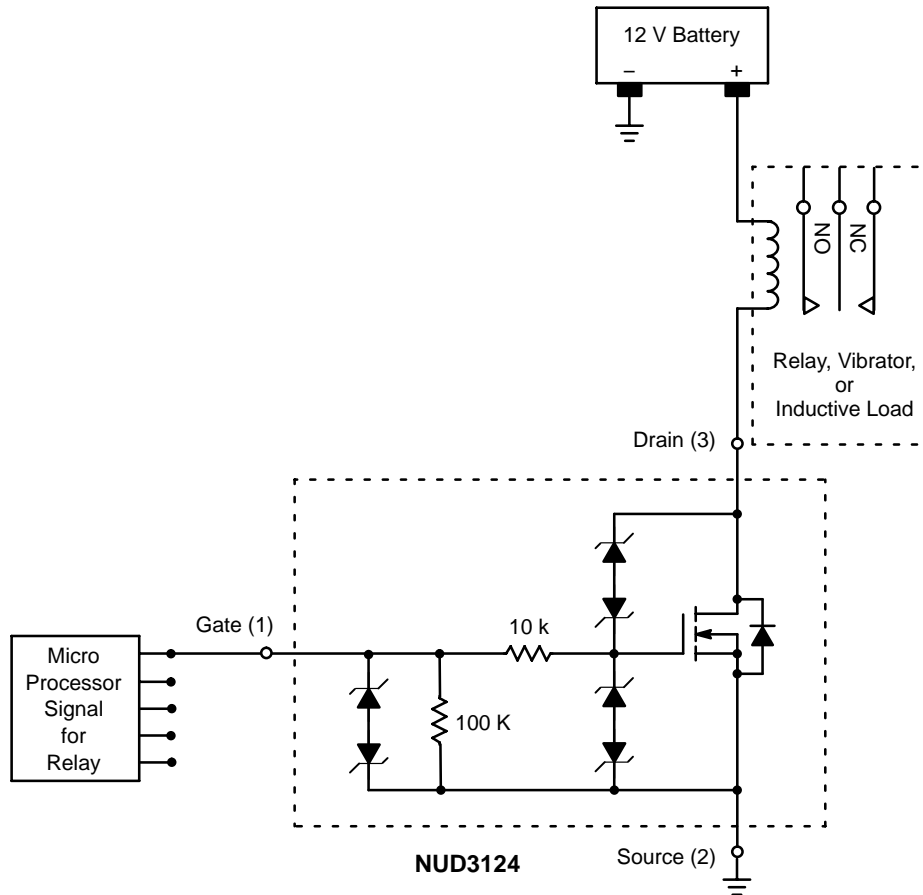 12 V Battery
– +
NO
NC
Relay, Vibrator,
or
Inductive Load
Drain (3)
Gate (1)
10 k
Micro
Processor
Signal
for
Relay
100 K
NUD3124
Source (2)